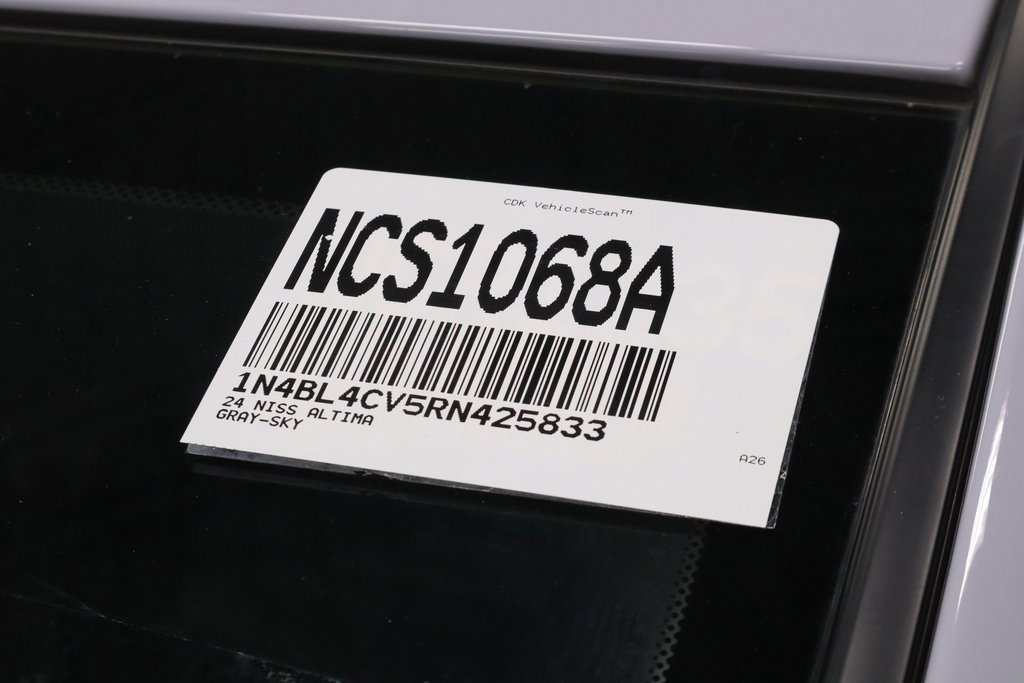 CDK VehicleScan™
NCS1068A
1N4BL4CV5RN425833
24 NISS ALTIMA
GRAY-SKY
A26